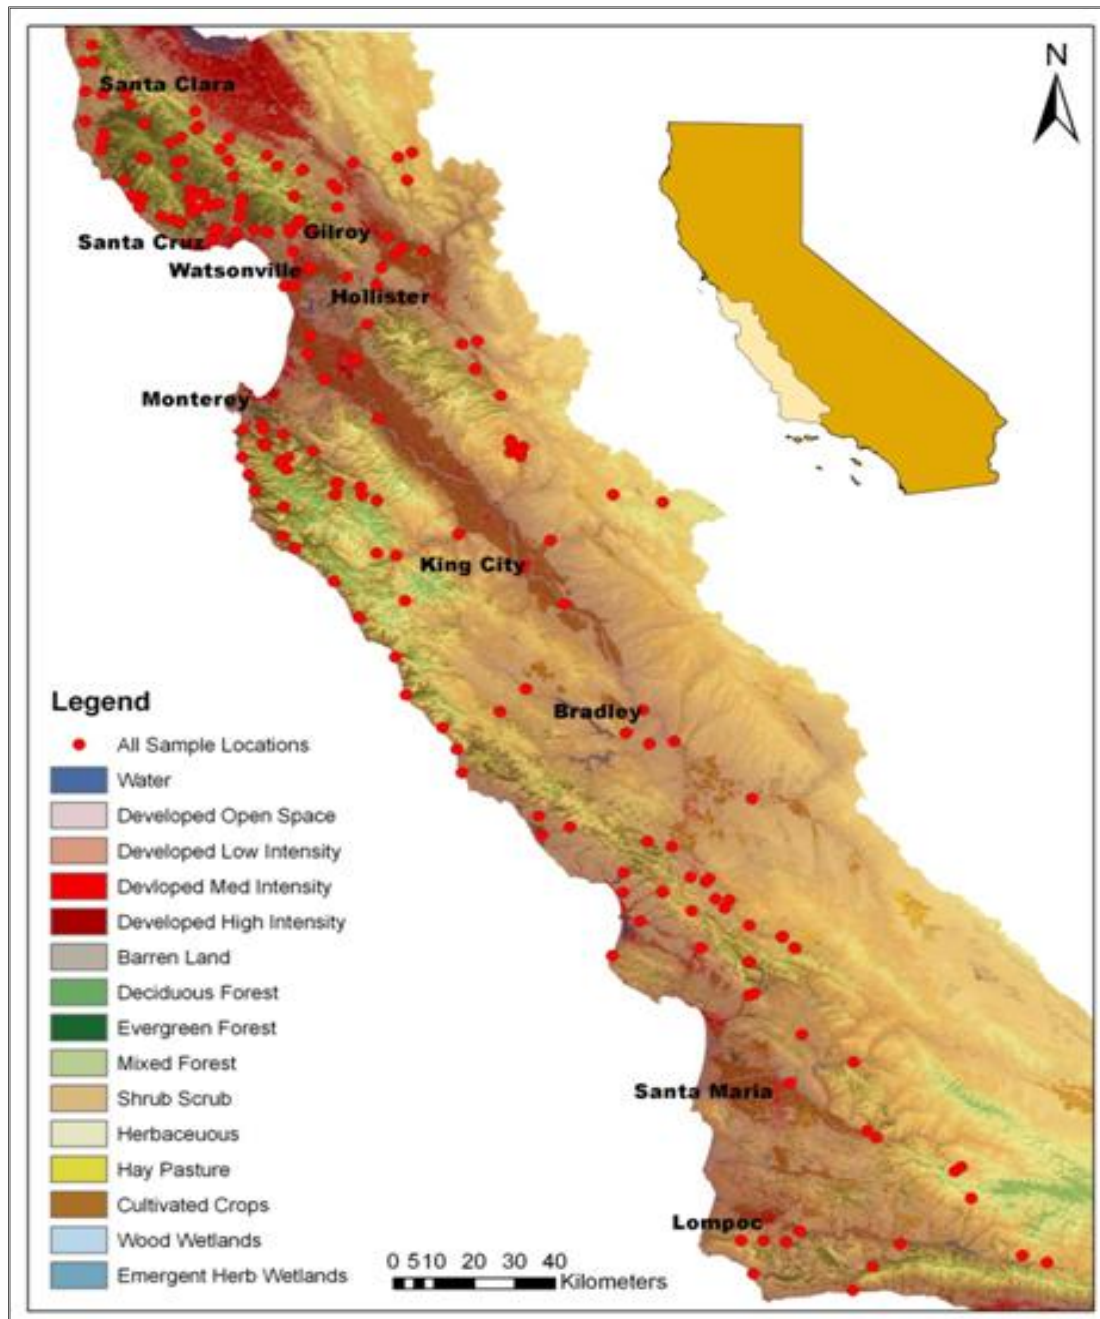 N
Santa Clara
Santa Cruz
Gilroy
Watsonville
Hollister
Monterey
King City
Bradley
Santa Maria
Lompoc
Legend
All Sample Locations
Water
Developed Open Space
Developed Low Intensity
Devloped Med Intensity
Developed High Intensity
Barren Land
Deciduous Forest
Evergreen Forest
Mixed Forest
Shrub Scrub
Herbaceuous
Hay Pasture
Cultivated Crops
Wood Wetlands
Emergent Herb Wetlands
0 510 20 30 40
Kilometers